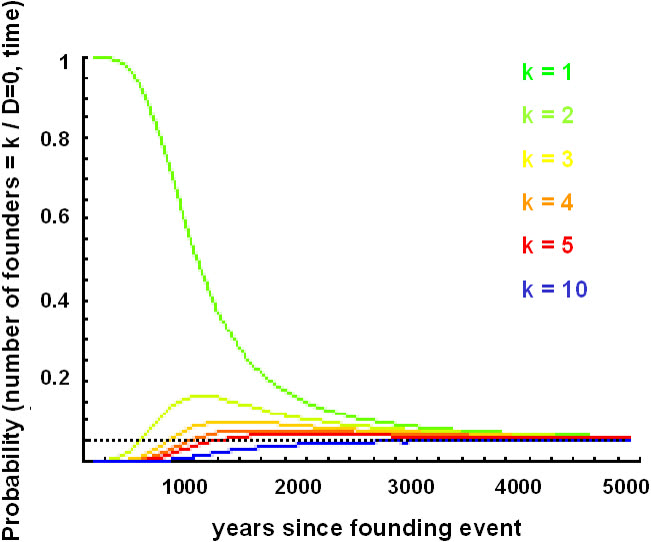 Probability (number of founders = k / D=0, time)
1
0.8
0.6
0.4
0.2
k = 1
k = 2
k = 3
k = 4
k = 5
k = 10
1000 2000 3000 4000 5000
years since founding event